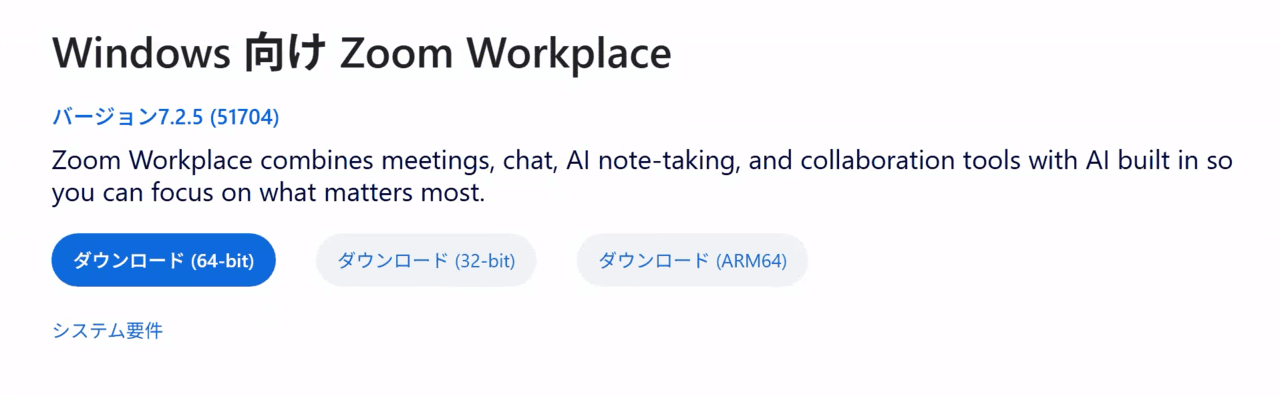 Windows 向け Zoom Workplace
バージョン7.2.5 (51704)
Zoom Workplace combines meetings, chat, AI note-taking, and collaboration tools with AI built in so
you can focus on what matters most.
ダウンロード (64-bit)
ダウンロード (32-bit)
ダウンロード (ARM64)
システム要件